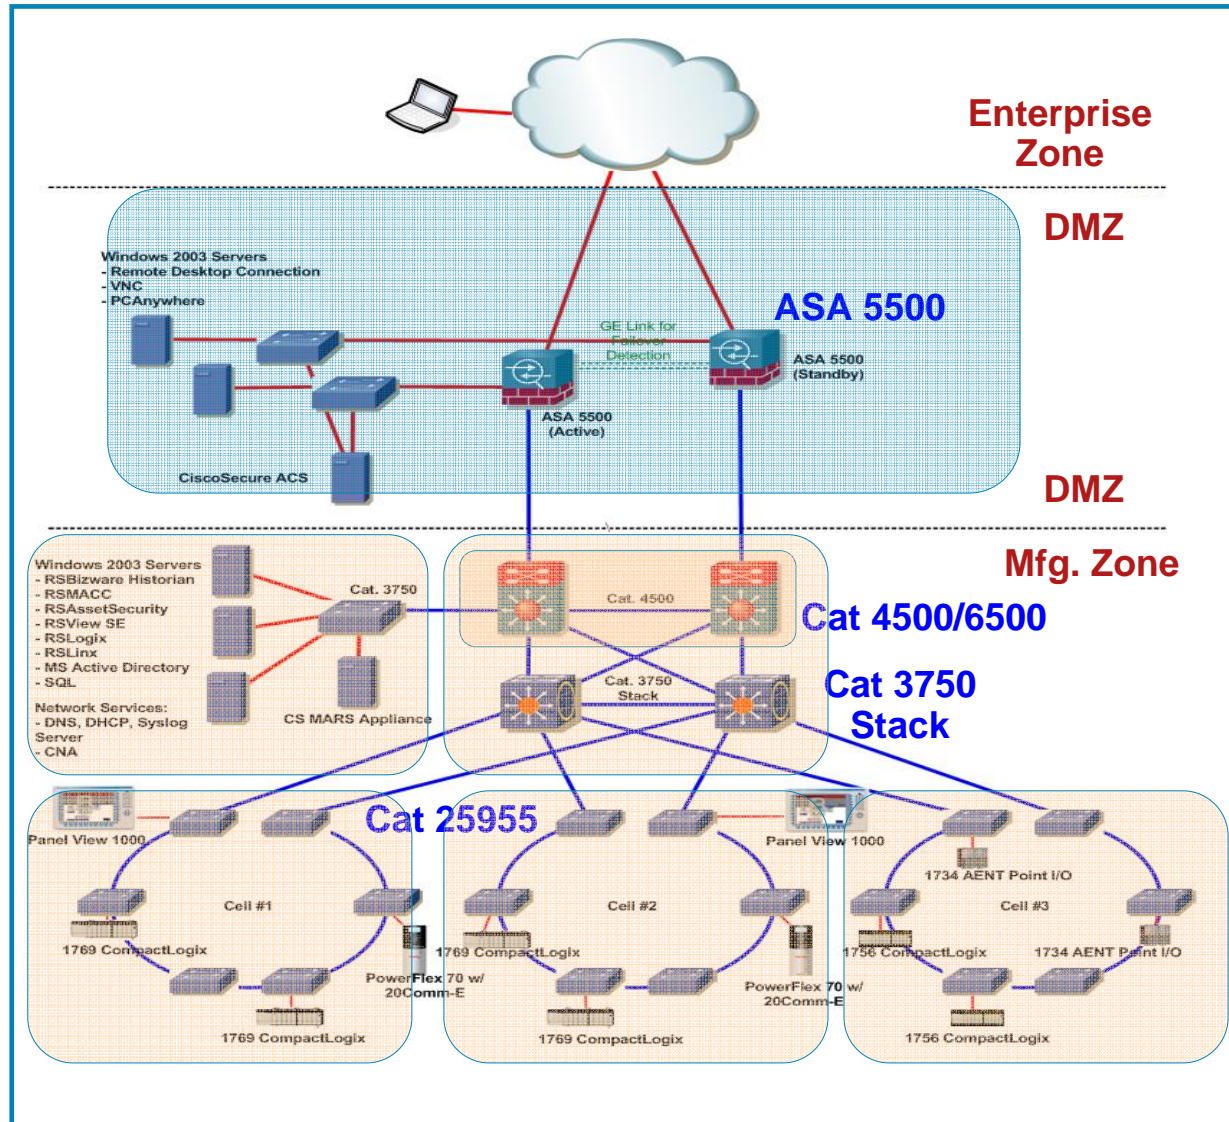 Enterprise
Zone
DMZ
Windows 2003 Servers
- Remote Desktop Connection
- VNC
- PCAnywhere
ASA 5500
GE Link for
Failover
Detection
ASA 5500
(Standby)
ASA 5500
(Active)
CiscoSecure ACS
DMZ
Mfg. Zone
Windows 2003 Servers
- RSBizware Historian
- RSMACC
- RSAssetSecurity
- RSView SE
- RSLogix
- RSLinx
- MS Active Directory
- SQL
Network Services:
- DNS, DHCP, Syslog
Server
- CNA
Cat. 3750
CS MARS Appliance
Cat. 4500
Cat 4500/6500
Cat. 3750
Stack
Cat 3750
Stack
Cat 25955
Panel View 1000
Cell #1
1769 CompactLogix
PowerFlex 70 w/
20Comm-E
1769 CompactLogix
Panel View 1000
Cell #2
1769 CompactLogix
PowerFlex 70 w/
20Comm-E
1769 CompactLogix
1734 AENT Point I/O
Cell #3
1756 CompactLogix
1734 AENT Point I/O
1756 CompactLogix